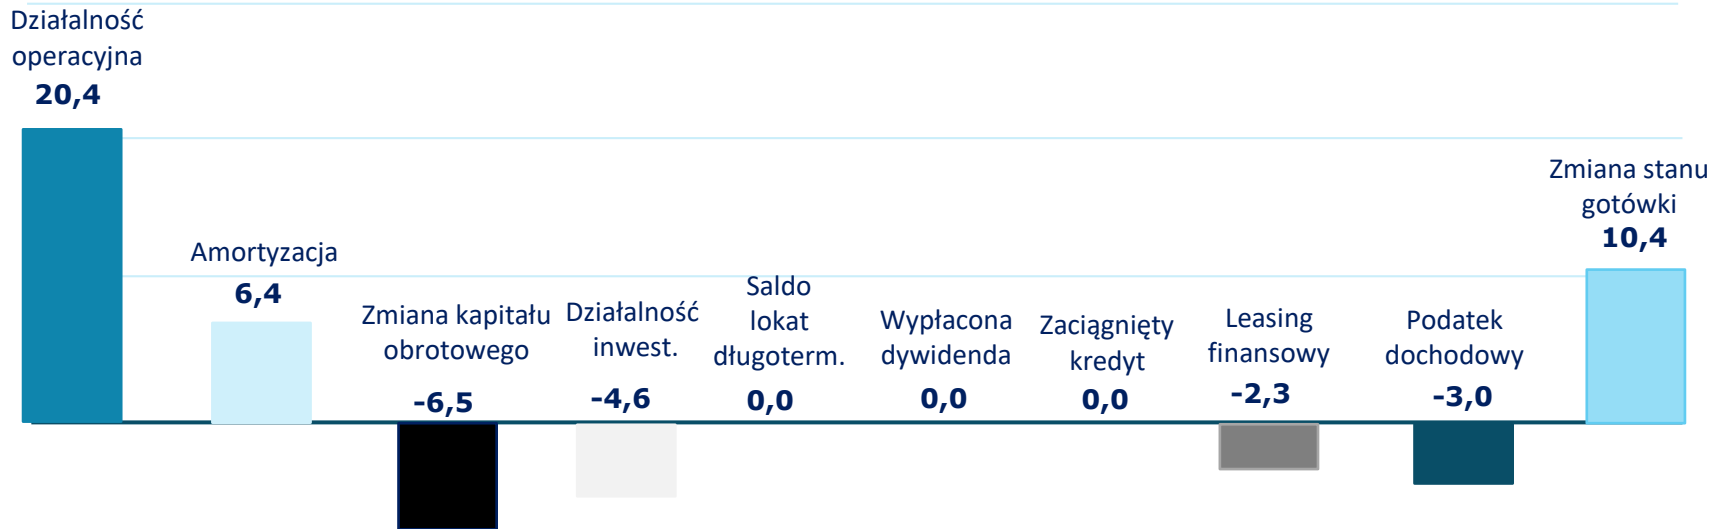 Działalność
operacyjna
20,4
Amortyzacja
6,4
Zmiana kapitału
obrotowego
-6,5
Działalność
inwest.
-4,6
Saldo
lokat
długoterm.
0,0
Wypłacona
dywidenda
0,0
Zaciągnięty
kredyt
0,0
Leasing
finansowy
-2,3
Podatek
dochodowy
-3,0
Zmiana stanu
gotówki
10,4